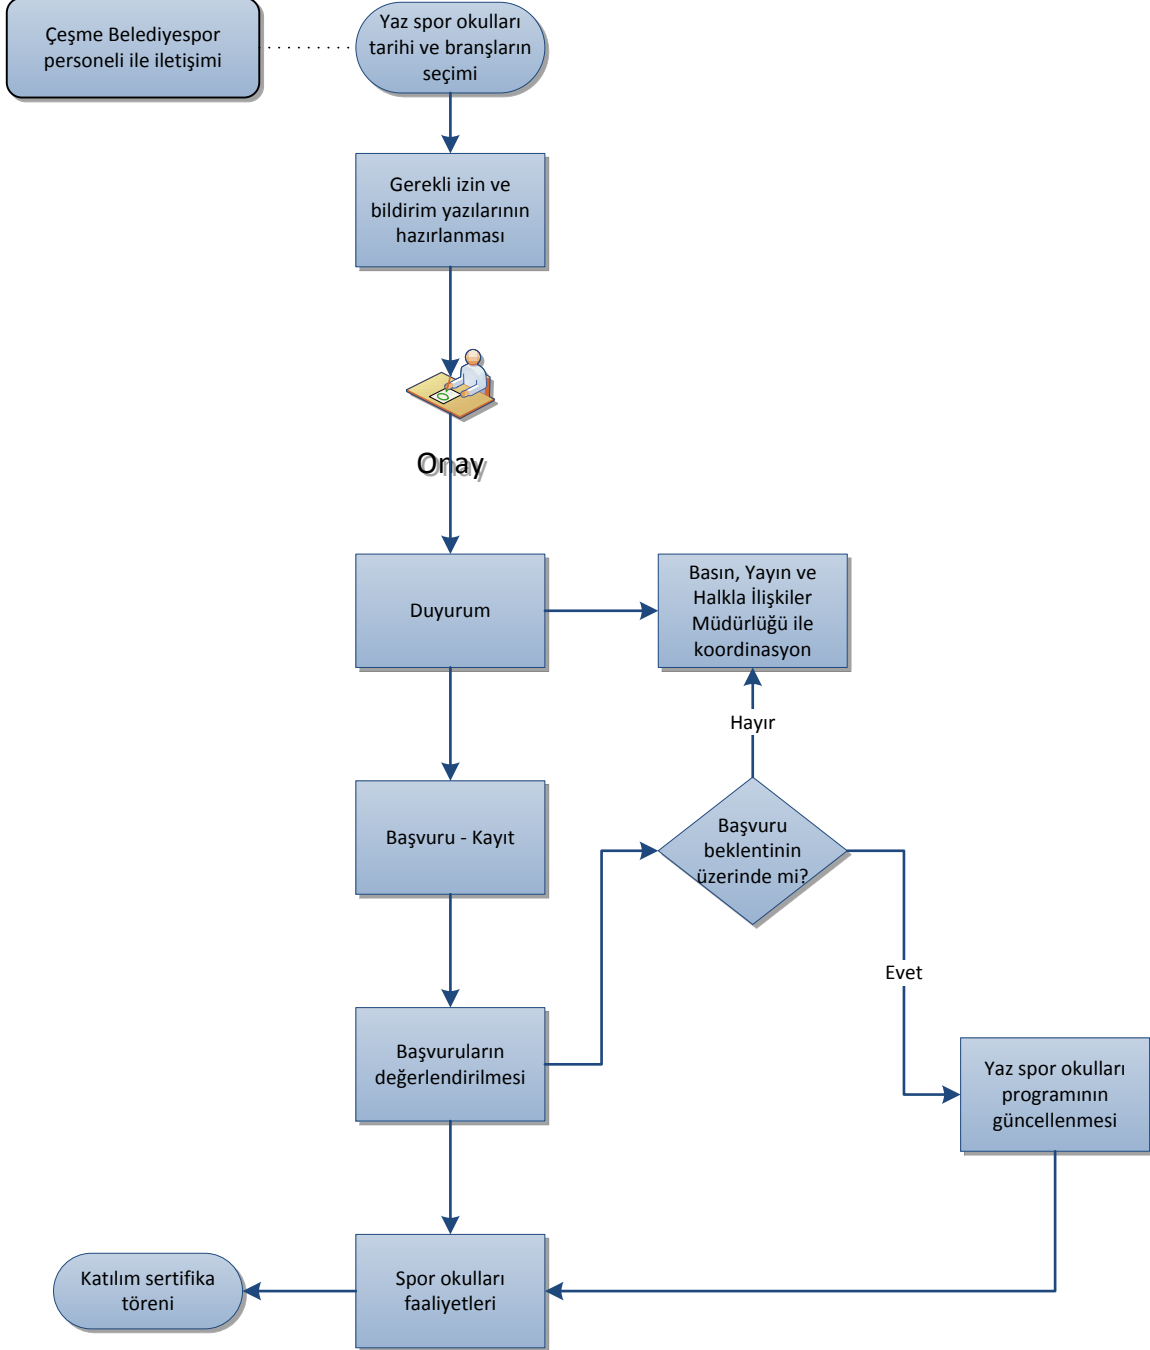 Çeşme Belediyespor
personeli ile iletişimi
Yaz spor okulları
tarihi ve branşların
seçimi
Gerekli izin ve
bildirim yazılarının
hazırlanması
Onay
Duyurum
Basın, Yayın ve
Halkla İlişkiler
Müdürlüğü ile
koordinasyon
Hayır
Başvuru - Kayıt
Başvuru
beklentinin
üzerinde mi?
Evet
Başvuruların
değerlendirilmesi
Yaz spor okulları
programının
güncellenmesi
Katılım sertifika
töreni
Spor okulları
faaliyetleri